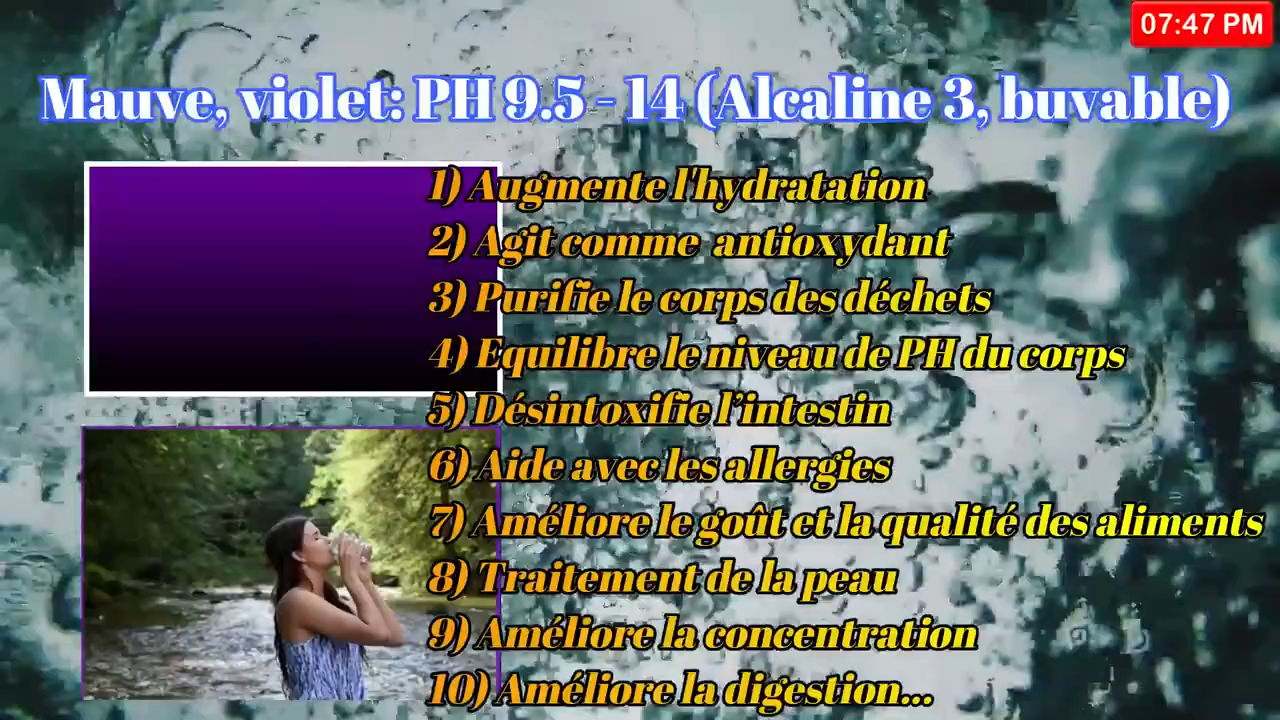 07:47 PM
Mauve, violet: PH 9.5 - 14 (Alcaline 3, buvable)
1) Augmente l'hydratation
2) Agit comme antioxydant
3) Purifie le corps des déchets
4) Equilibre le niveau de PH du corps
5) Désintoxifie l’intestin
6) Aide avec les allergies
7) Améliore le goût et la qualité des aliments
8) Traitement de la peau
9) Améliore la concentration
10) Améliore la digestion...